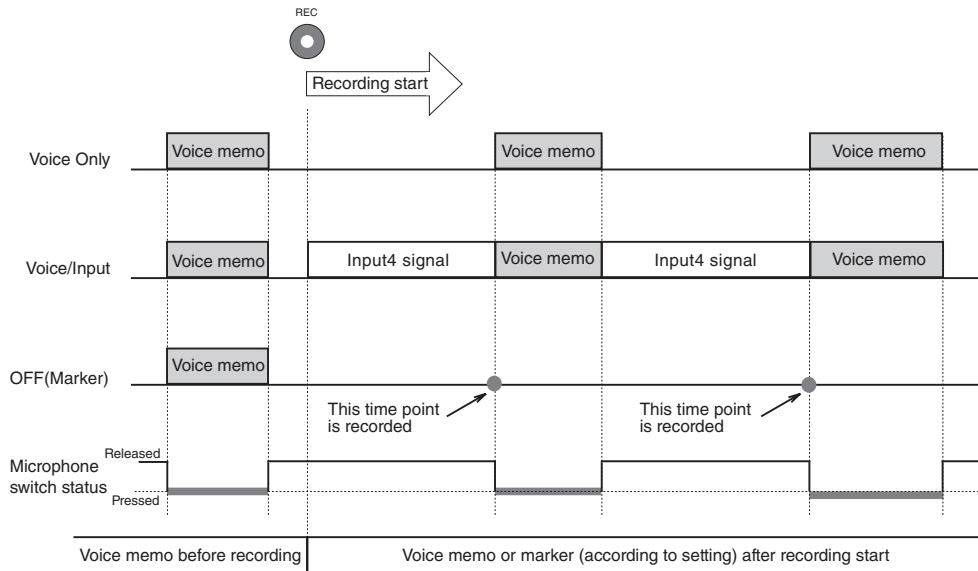 REC
Recording start
Voice Only
Voice memo
Voice memo
Voice memo
Voice/Input
Voice memo
Input4 signal
Voice memo
Input4 signal
Voice memo
OFF(Marker)
Voice memo
This time point
is recorded
This time point
is recorded
Microphone
switch status
Released
Pressed
Voice memo before recording
Voice memo or marker (according to setting) after recording start